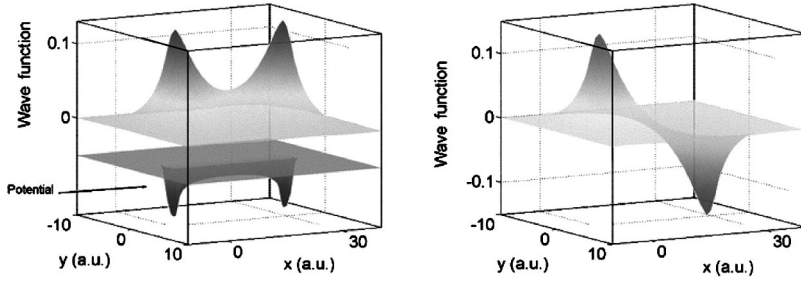 0.1
0
Wave function
Potential
-10
0
10
y (a.u.)
0
30
x (a.u.)
0.1
0
-0.1
Wave function
-10
0
10
y (a.u.)
0
30
x (a.u.)